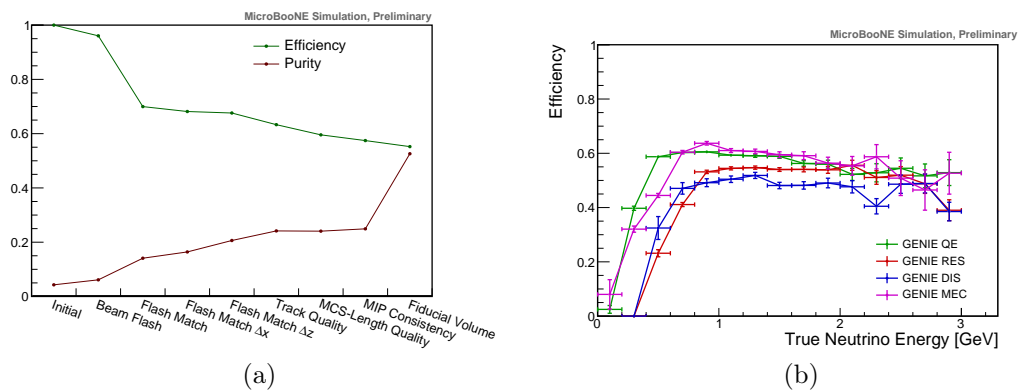 MicroBooNE Simulation, Preliminary
1
0.8
0.6
0.4
0.2
0
Efficiency
Purity
Initial
Beam Flash
Flash Match
Flash Match Δx
Flash Match Δz
Track Quality
MCS-Length Quality
MIP Consistency
Fiducial Volume
(a)
MicroBooNE Simulation, Preliminary
Efficiency
1
0.8
0.6
0.4
0.2
0
GENIE QE
GENIE RES
GENIE DIS
GENIE MEC
0 1 2 3
True Neutrino Energy [GeV]
(b)